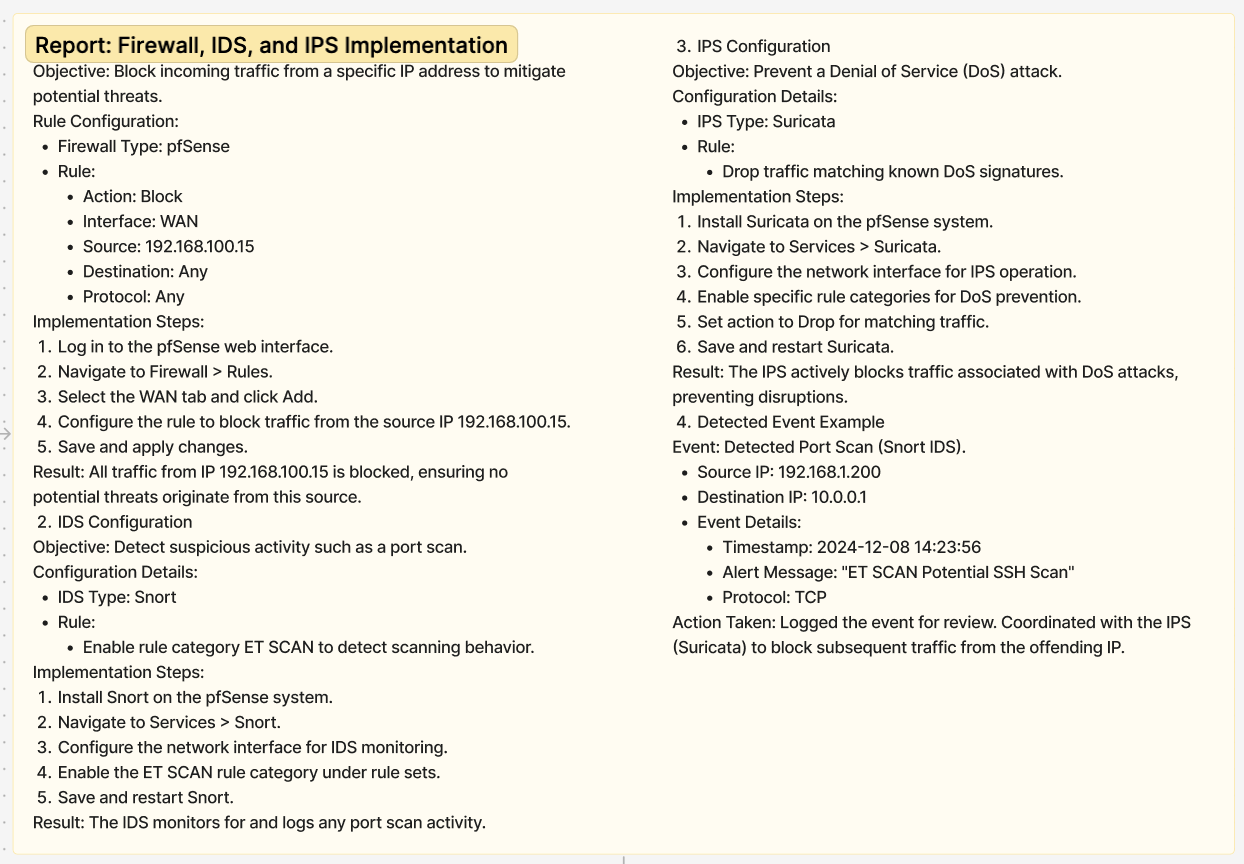 Report: Firewall, IDS, and IPS Implementation
Objective: Block incoming traffic from a specific IP address to mitigate
potential threats.
Rule Configuration:
• Firewall Type: pfSense
• Rule:
• Action: Block
• Interface: WAN
• Source: 192.168.100.15
• Destination: Any
• Protocol: Any
Implementation Steps:
1. Log in to the pfSense web interface.
2. Navigate to Firewall > Rules.
3. Select the WAN tab and click Add.
4. Configure the rule to block traffic from the source IP 192.168.100.15.
5. Save and apply changes.
Result: All traffic from IP 192.168.100.15 is blocked, ensuring no
potential threats originate from this source.
2. IDS Configuration
Objective: Detect suspicious activity such as a port scan.
Configuration Details:
• IDS Type: Snort
• Rule:
• Enable rule category ET SCAN to detect scanning behavior.
Implementation Steps:
1. Install Snort on the pfSense system.
2. Navigate to Services > Snort.
3. Configure the network interface for IDS monitoring.
4. Enable the ET SCAN rule category under rule sets.
5. Save and restart Snort.
Result: The IDS monitors for and logs any port scan activity.
3. IPS Configuration
Objective: Prevent a Denial of Service (DoS) attack.
Configuration Details:
• IPS Type: Suricata
• Rule:
• Drop traffic matching known DoS signatures.
Implementation Steps:
1. Install Suricata on the pfSense system.
2. Navigate to Services > Suricata.
3. Configure the network interface for IPS operation.
4. Enable specific rule categories for DoS prevention.
5. Set action to Drop for matching traffic.
6. Save and restart Suricata.
Result: The IPS actively blocks traffic associated with DoS attacks,
preventing disruptions.
4. Detected Event Example
Event: Detected Port Scan (Snort IDS).
• Source IP: 192.168.1.200
• Destination IP: 10.0.0.1
• Event Details:
• Timestamp: 2024-12-08 14:23:56
• Alert Message: "ET SCAN Potential SSH Scan"
• Protocol: TCP
Action Taken: Logged the event for review. Coordinated with the IPS
(Suricata) to block subsequent traffic from the offending IP.